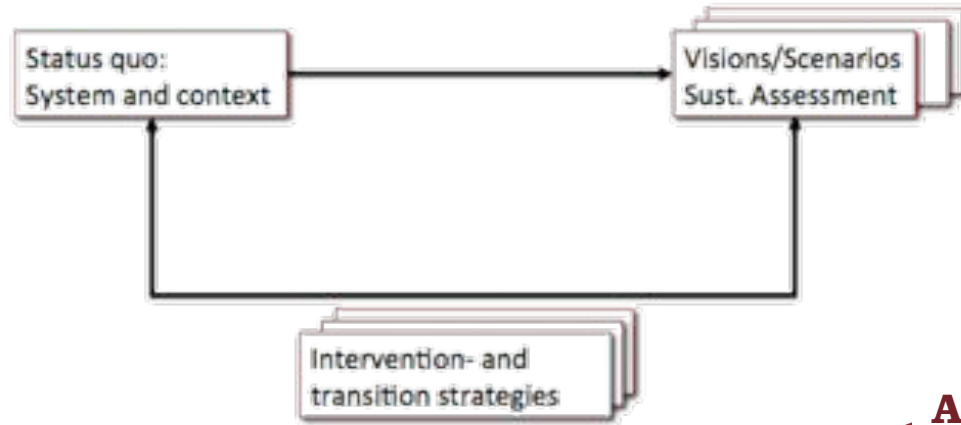 Status quo:
System and context
Visions/Scenarios
Sust. Assessment
Intervention- and
transition strategies
A